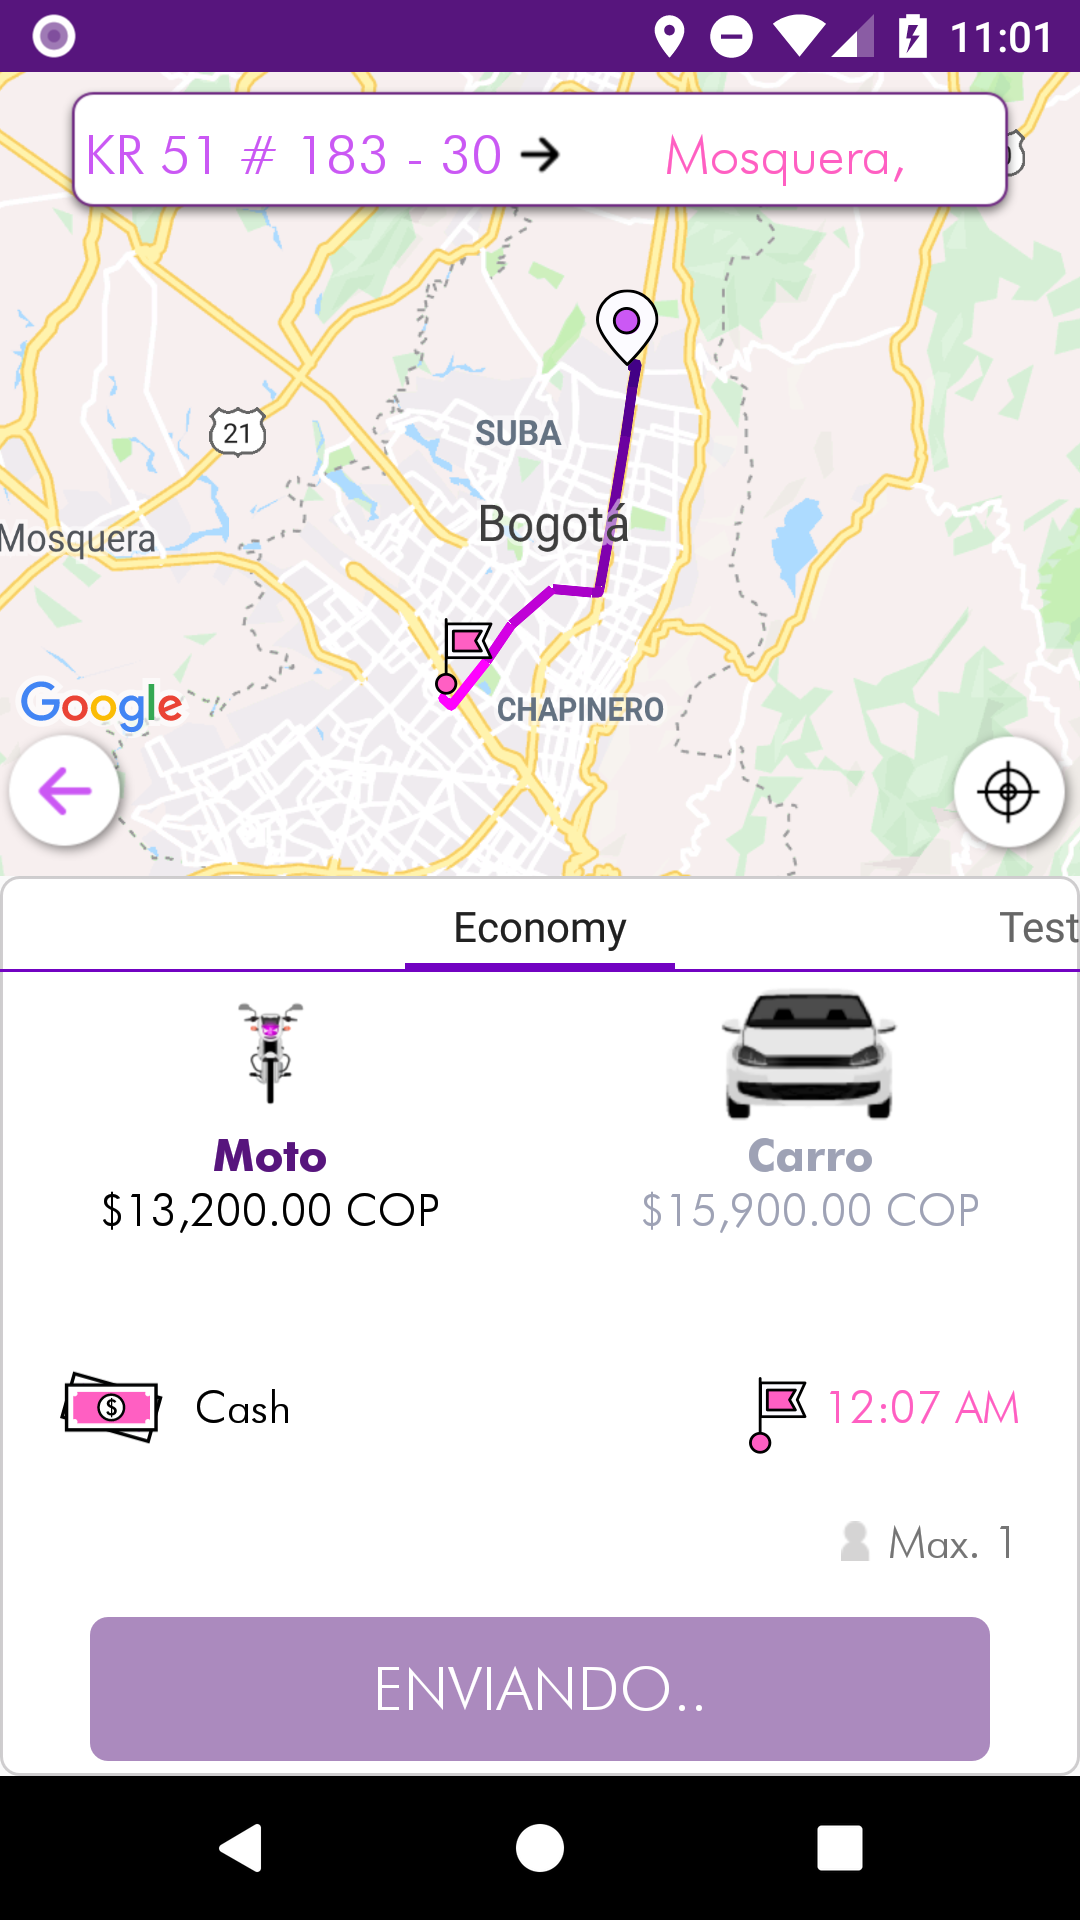 11:01
KR 51 # 183 - 30
Mosquera,
SUBA
21
Bogotá
Mosquera
CHAPINERO
Google
Economy
Test
Moto
Carro
$13,200.00 COP
$15,900.00 COP
$
Cash
12:07 AM
Max. 1
ENVIANDO..